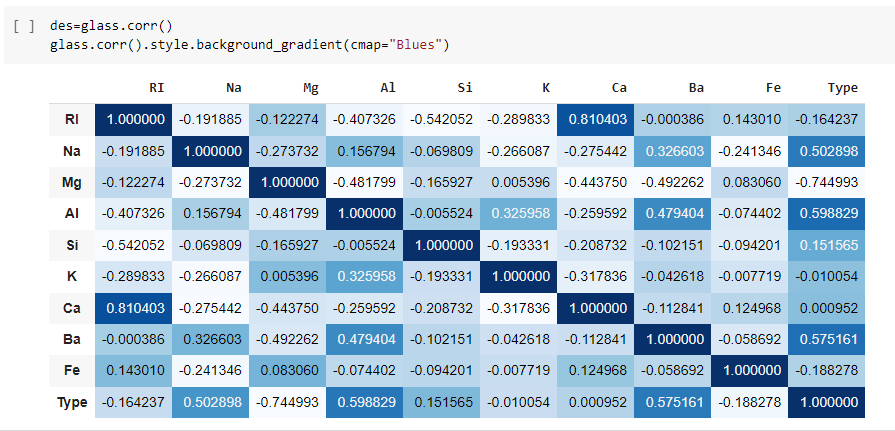 [ ] des=glass.corr()
glass.corr().style.background_gradient(cmap="Blues")
RI Na Mg Al Si K Ca Ba Fe Type
RI 1.000000 -0.191885 -0.122274 -0.407326 -0.542052 -0.289833 0.810403 -0.000386 0.143010 -0.164237
Na -0.191885 1.000000 -0.273732 0.156794 -0.069809 -0.266087 -0.275442 0.326603 -0.241346 0.502898
Mg -0.122274 -0.273732 1.000000 -0.481799 -0.165927 0.005396 -0.443750 -0.492262 0.083060 -0.744993
Al -0.407326 0.156794 -0.481799 1.000000 -0.005524 0.325958 -0.259592 0.479404 -0.074402 0.598829
Si -0.542052 -0.069809 -0.165927 -0.005524 1.000000 -0.193331 -0.208732 -0.102151 -0.094201 0.151565
K -0.289833 -0.266087 0.005396 0.325958 -0.193331 1.000000 -0.317836 -0.042618 -0.007719 -0.010054
Ca 0.810403 -0.275442 -0.443750 -0.259592 -0.208732 -0.317836 1.000000 -0.112841 0.124968 0.000952
Ba -0.000386 0.326603 -0.492262 0.479404 -0.102151 -0.042618 -0.112841 1.000000 -0.058692 0.575161
Fe 0.143010 -0.241346 0.083060 -0.074402 -0.094201 -0.007719 0.124968 -0.058692 1.000000 -0.188278
Type -0.164237 0.502898 -0.744993 0.598829 0.151565 -0.010054 0.000952 0.575161 -0.188278 1.000000